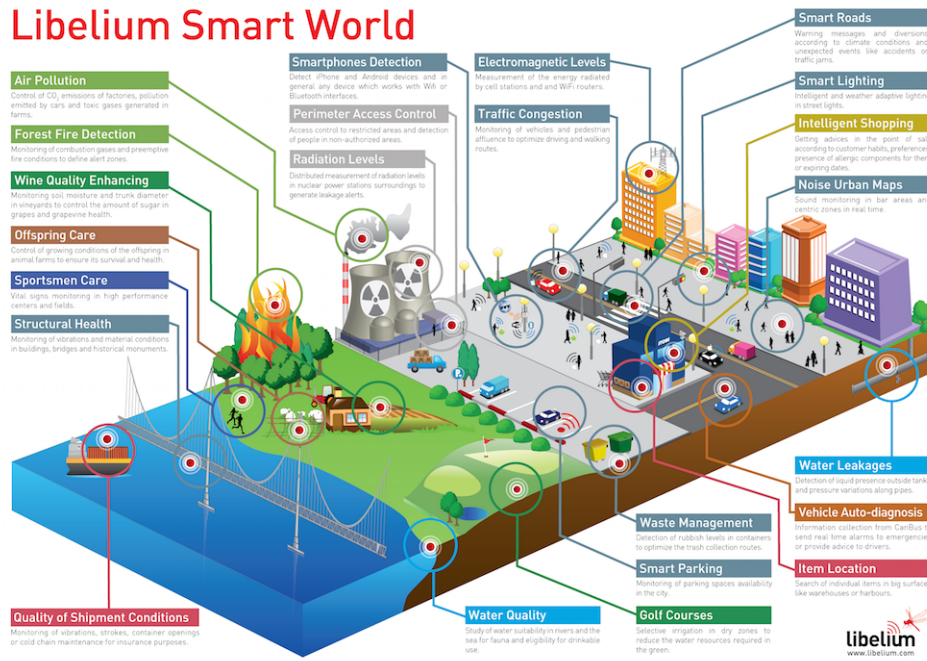 Libelium Smart World
Air Pollution
Control of CO2 emissions of factories, pollution
emitted by cars and toxic gases generated in
farms.
Forest Fire Detection
Monitoring of combustion gases and preemptive
fire conditions to define alert zones.
Wine Quality Enhancing
Monitoring soil moisture and trunk diameter
in vineyards to control the amount of sugar in
grapes and grapevine health.
Offspring Care
Control of growing conditions of the offspring in
animal farms to ensure its survival and health.
Sportsmen Care
Vital signs monitoring in high performance
centers and fields.
Structural Health
Monitoring of vibrations and material conditions
in buildings, bridges and historical monuments.
Quality of Shipment Conditions
Monitoring of vibrations, strokes, container openings
or cold chain maintenance for insurance purposes.
Smartphones Detection
Detect iPhone and Android devices and in
general any device which works with Wifi or
Bluetooth interfaces.
Perimeter Access Control
Access control to restricted areas and detection
of people in non-authorized areas.
Radiation Levels
Distributed measurement of radiation levels
in nuclear power stations surroundings to
generate leakage alerts.
Electromagnetic Levels
Measurement of the energy radiated
by cell stations and and WiFi routers.
Traffic Congestion
Monitoring of vehicles and pedestrian
affluence to optimize driving and walking
routes.
Smart Roads
Warning messages and diversions
according to climate conditions and
unexpected events like accidents or
traffic jams.
Smart Lighting
Intelligent and weather adaptive lighting
in street lights.
Intelligent Shopping
Getting advices in the point of sal
according to customer habits, preference
presence of allergic components for them
or expiring dates.
Noise Urban Maps
Sound monitoring in bar areas and
centric zones in real time.
P
Water Leakages
Detection of liquid presence outside tank
and pressure variations along pipes.
Vehicle Auto-diagnosis
Information collection from CanBus t
send real time alarms to emergencie
or provide advice to drivers.
Item Location
Search of individual items in big surface
like warehouses or harbours.
Waste Management
Detection of rubbish levels in containers
to optimize the trash collection routes.
Smart Parking
Monitoring of parking spaces availability
in the city.
Golf Courses
Selective irrigation in dry zones to
reduce the water resources required in
the green.
Water Quality
Study of water suitability in rivers and the
sea for fauna and eligibility for drinkable
use.
libelium
www.libelium.com